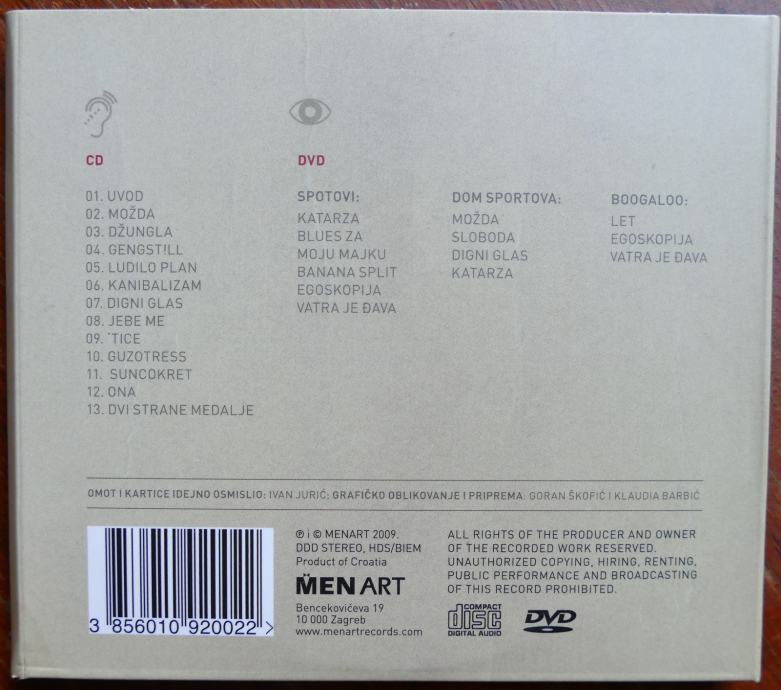 CD
01. UVOD
02. MOŽDA
03. DŽUNGLA
04. GENGST!LL
05. LUDILO PLAN
06. KANIBALIZAM
07. DIGNI GLAS
08. JEBE ME
09. 'TICE
10. GUZOTRESS
11. SUNCOKRET
12. ONA
13. DVI STRANE MEDALJE
DVD
SPOTOVI:
KATARZA
BLUES ZA
MOJU MAJKU
BANANA SPLIT
EGOSKOPIJA
VATRA JE ĐAVA
DOM SPORTOVA:
MOŽDA
SLOBODA
DIGNI GLAS
KATARZA
BOOGALOO:
LET
EGOSKOPIJA
VATRA JE ĐAVA
OMOT I KARTICE IDEJNO OSMISLIO: IVAN JURIĆ; GRAFIČKO OBLIKOVANJE I PRIPREMA: GORAN ŠKOFIĆ I KLAUDIA BARBIĆ
3 856010 920022 >
℗ i © MENART 2009.
DDD STEREO, HDS/BIEM
Product of Croatia
MENART
Bencekovićeva 19
10 000 Zagreb
www.menartrecords.com
ALL RIGHTS OF THE PRODUCER AND OWNER
OF THE RECORDED WORK RESERVED.
UNAUTHORIZED COPYING, HIRING, RENTING,
PUBLIC PERFORMANCE AND BROADCASTING
OF THIS RECORD PROHIBITED.
COMPACT
disc
DIGITAL AUDIO
DVD